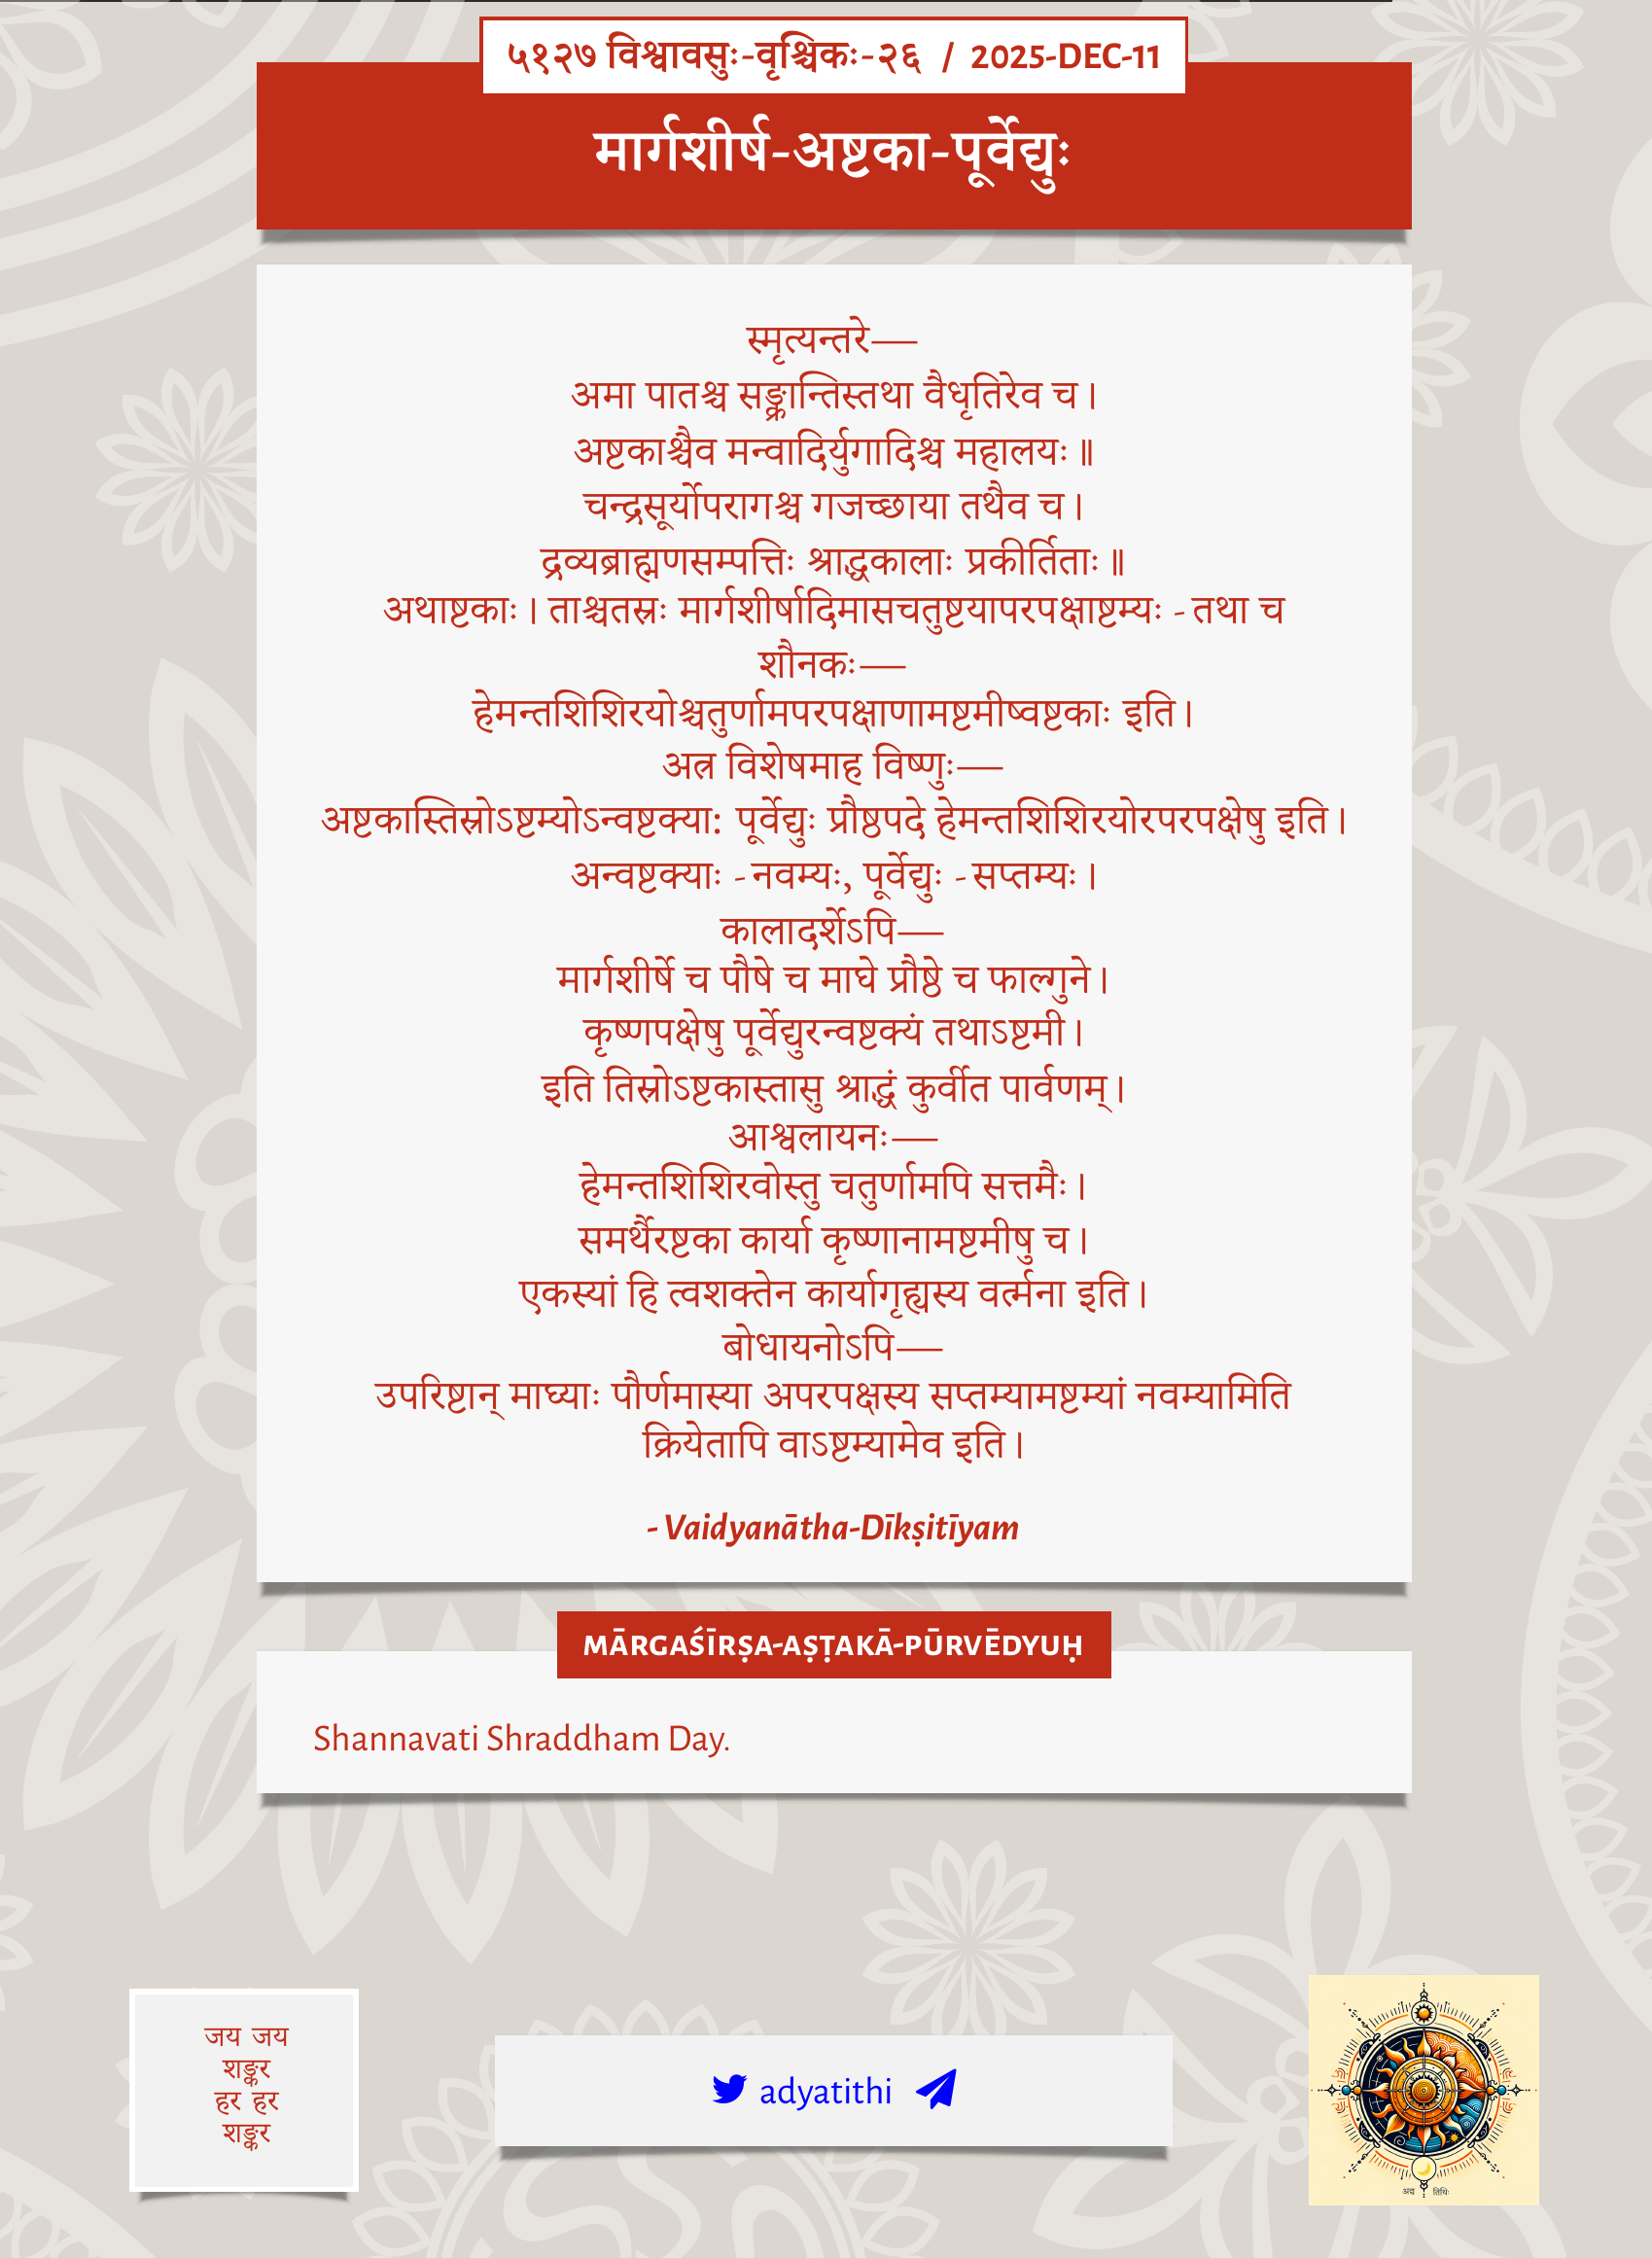 ५१२७ विश्वावसुः-वृश्चिकः-२६ / 2025-DEC-11
मार्गशीर्ष-अष्टका-पूर्वेद्युः
स्मृत्यन्तरे—
अमा पातश्च सङ्क्रान्तिस्तथा वैधृतिरेव च।
अष्टकाश्चैव मन्वादिर्युगादिश्च महालयः॥
चन्द्रसूर्योपरागश्च गजच्छाया तथैव च।
द्रव्यब्राह्मणसम्पत्तिः श्राद्धकालाः प्रकीर्तिताः॥
अथाष्टकाः। ताश्चतस्रः मार्गशीर्षादिमासचतुष्टयापरपक्षाष्टम्यः - तथा च
शौनकः—
हेमन्तशिशिरयोश्चतुर्णामपरपक्षाणामष्टमीष्वष्टकाः इति।
अत्र विशेषमाह विष्णुः—
अष्टकास्तिस्रोऽष्टम्योऽन्वष्टक्या: पूर्वेद्युः प्रौष्ठपदे हेमन्तशिशिरयोरपरपक्षेषु इति।
अन्वष्टक्याः - नवम्यः, पूर्वेद्युः - सप्तम्यः।
कालादर्शेऽपि—
मार्गशीर्षे च पौषे च माघे प्रौष्ठे च फाल्गुने।
कृष्णपक्षेषु पूर्वेद्युरन्वष्टक्यं तथाऽष्टमी।
इति तिस्रोऽष्टकास्तासु श्राद्धं कुर्वीत पार्वणम्।
आश्वलायनः—
हेमन्तशिशिरवोस्तु चतुर्णामपि सत्तमैः।
समर्थैरष्टका कार्या कृष्णानामष्टमीषु च।
एकस्यां हि त्वशक्तेन कार्यागृह्यस्य वर्त्मना इति।
बोधायनोऽपि—
उपरिष्टान् माघ्याः पौर्णमास्या अपरपक्षस्य सप्तम्यामष्टम्यां नवम्यामिति
क्रियेतापि वाऽष्टम्यामेव इति।
- Vaidyanātha-Dīkṣitīyam
MĀRGAŚĪRṢA-AṢṬAKĀ-PŪRVĒDYUḤ
Shannavati Shraddham Day.
जय जय
शङ्कर
हर हर
शङ्कर
adyatithi
अद्य तिथिः